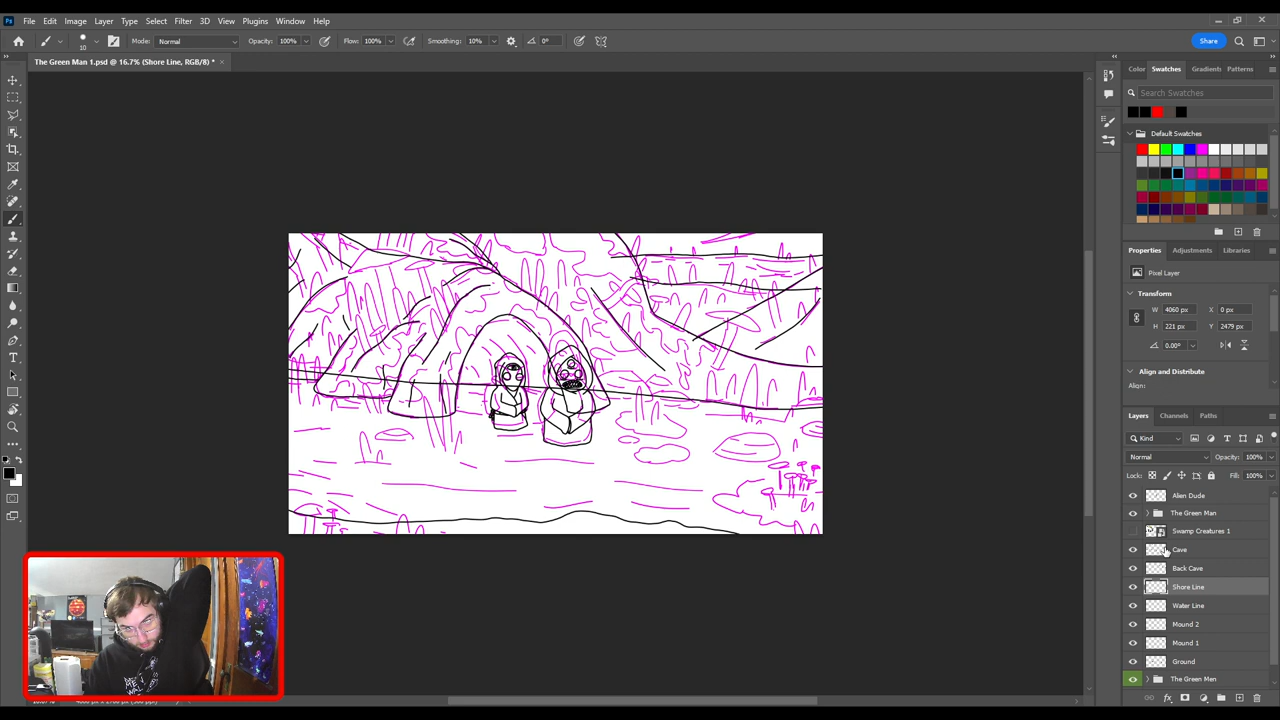 Ps File Edit Image Layer Type Select Filter 3D View Plugins Window Help
10 Mode: Normal Opacity: 100% Flow: 100% Smoothing: 10% 0° Share
The Green Man 1.psd @ 16.7% (Shore Line, RGB/8) *
Color Swatches Gradients Patterns
Search Swatches
Default Swatches
Properties Adjustments Libraries
Pixel Layer
Transform
W 4060 px X 0 px
H 221 px Y 2479 px
0.00°
Align and Distribute
Align:
Layers Channels Paths
Kind
Normal Opacity: 100%
Lock: Fill: 100%
Alien Dude
The Green Man
Swamp Creatures 1
Cave
Back Cave
Shore Line
Water Line
Mound 2
Mound 1
Ground
The Green Men